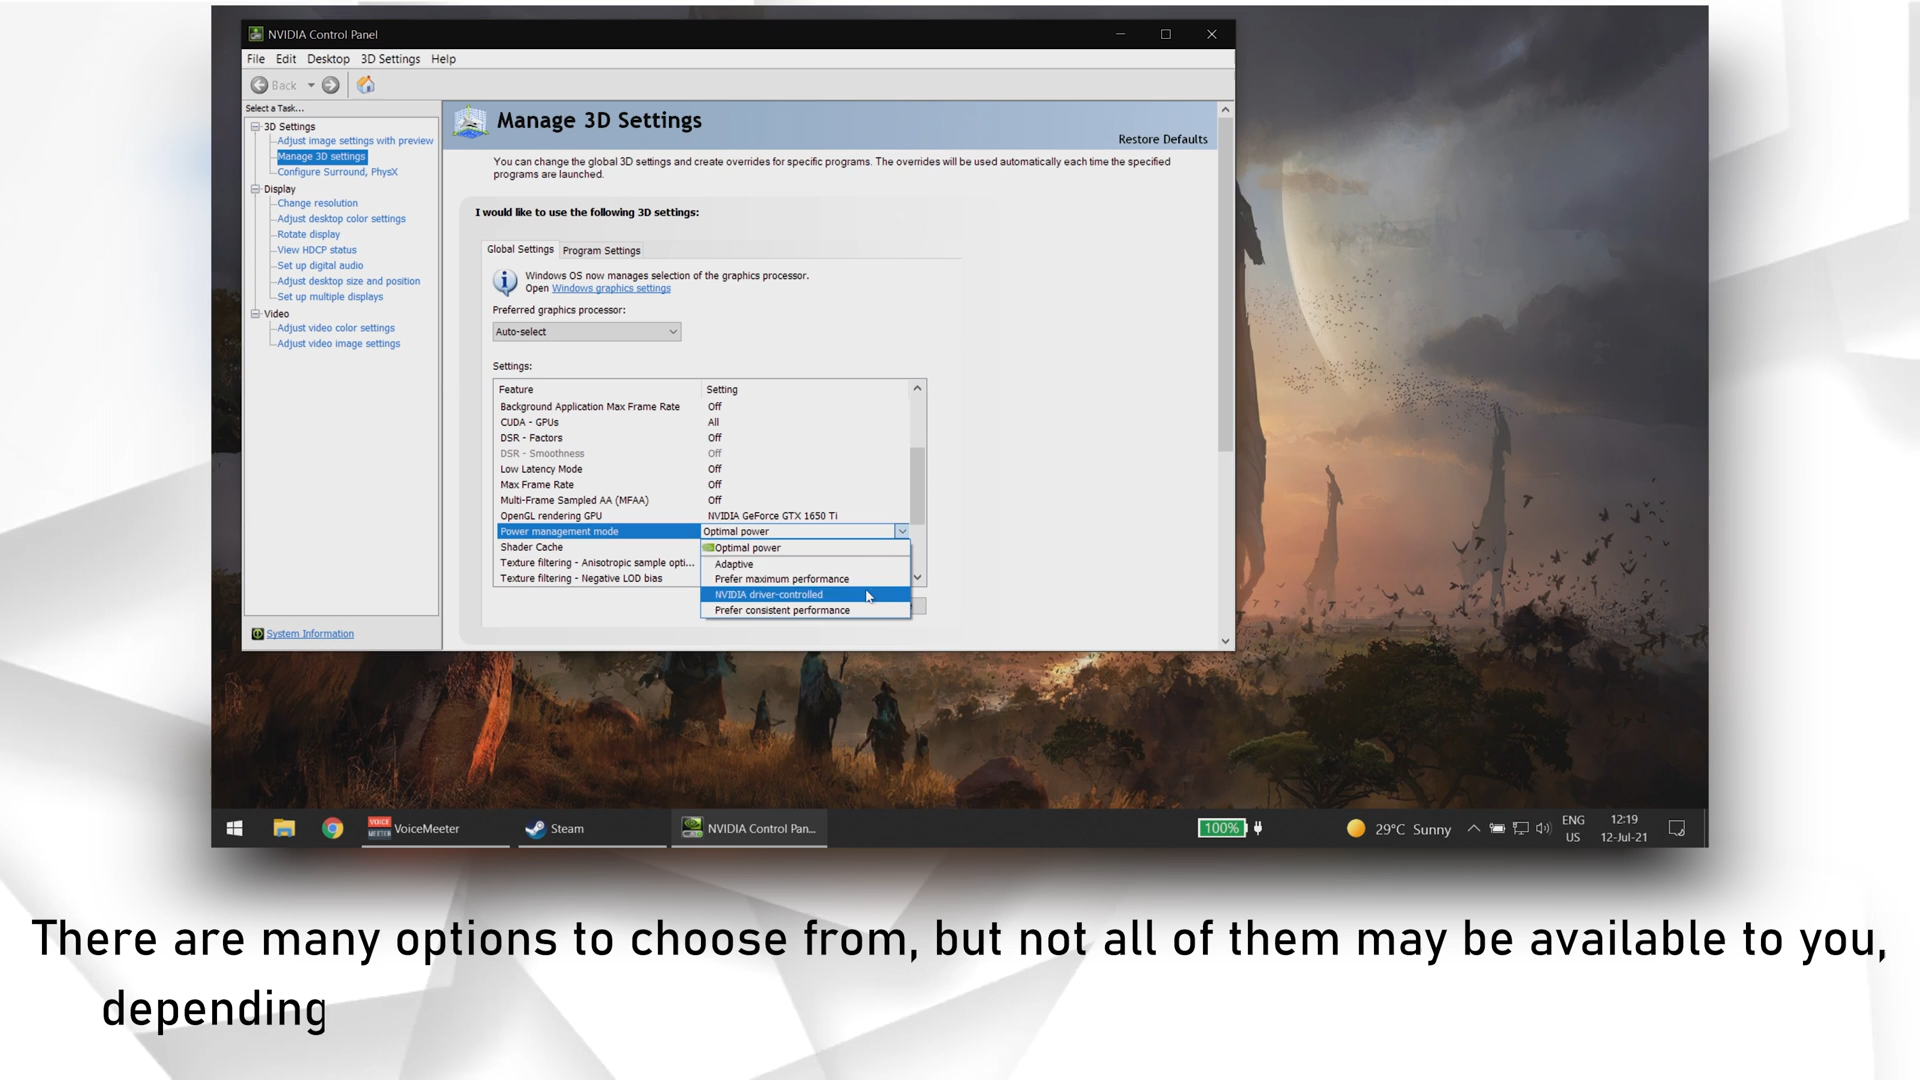 NVIDIA Control Panel
File Edit Desktop 3D Settings Help
Back
Select a Task...
3D Settings
Adjust image settings with preview
Manage 3D settings
Configure Surround, PhysX
Display
Change resolution
Adjust desktop color settings
Rotate display
View HDCP status
Set up digital audio
Adjust desktop size and position
Set up multiple displays
Video
Adjust video color settings
Adjust video image settings
System Information
Manage 3D Settings
Restore Defaults
You can change the global 3D settings and create overrides for specific programs. The overrides will be used automatically each time the specified
programs are launched.
I would like to use the following 3D settings:
Global Settings Program Settings
Windows OS now manages selection of the graphics processor.
Open Windows graphics settings
Preferred graphics processor:
Auto-select
Settings:
Feature Setting
Background Application Max Frame Rate Off
CUDA - GPUs All
DSR - Factors Off
DSR - Smoothness Off
Low Latency Mode Off
Max Frame Rate Off
Multi-Frame Sampled AA (MFAA) Off
OpenGL rendering GPU NVIDIA GeForce GTX 1650 Ti
Power management mode Optimal power
Shader Cache
Texture filtering - Anisotropic sample opti...
Texture filtering - Negative LOD bias
Optimal power
Adaptive
Prefer maximum performance
NVIDIA driver-controlled
Prefer consistent performance
VOICE
MEETER
VoiceMeeter
Steam
NVIDIA Control Pan...
100%
29°C Sunny
ENG
US
12:19
12-Jul-21
There are many options to choose from, but not all of them may be available to you,
depending